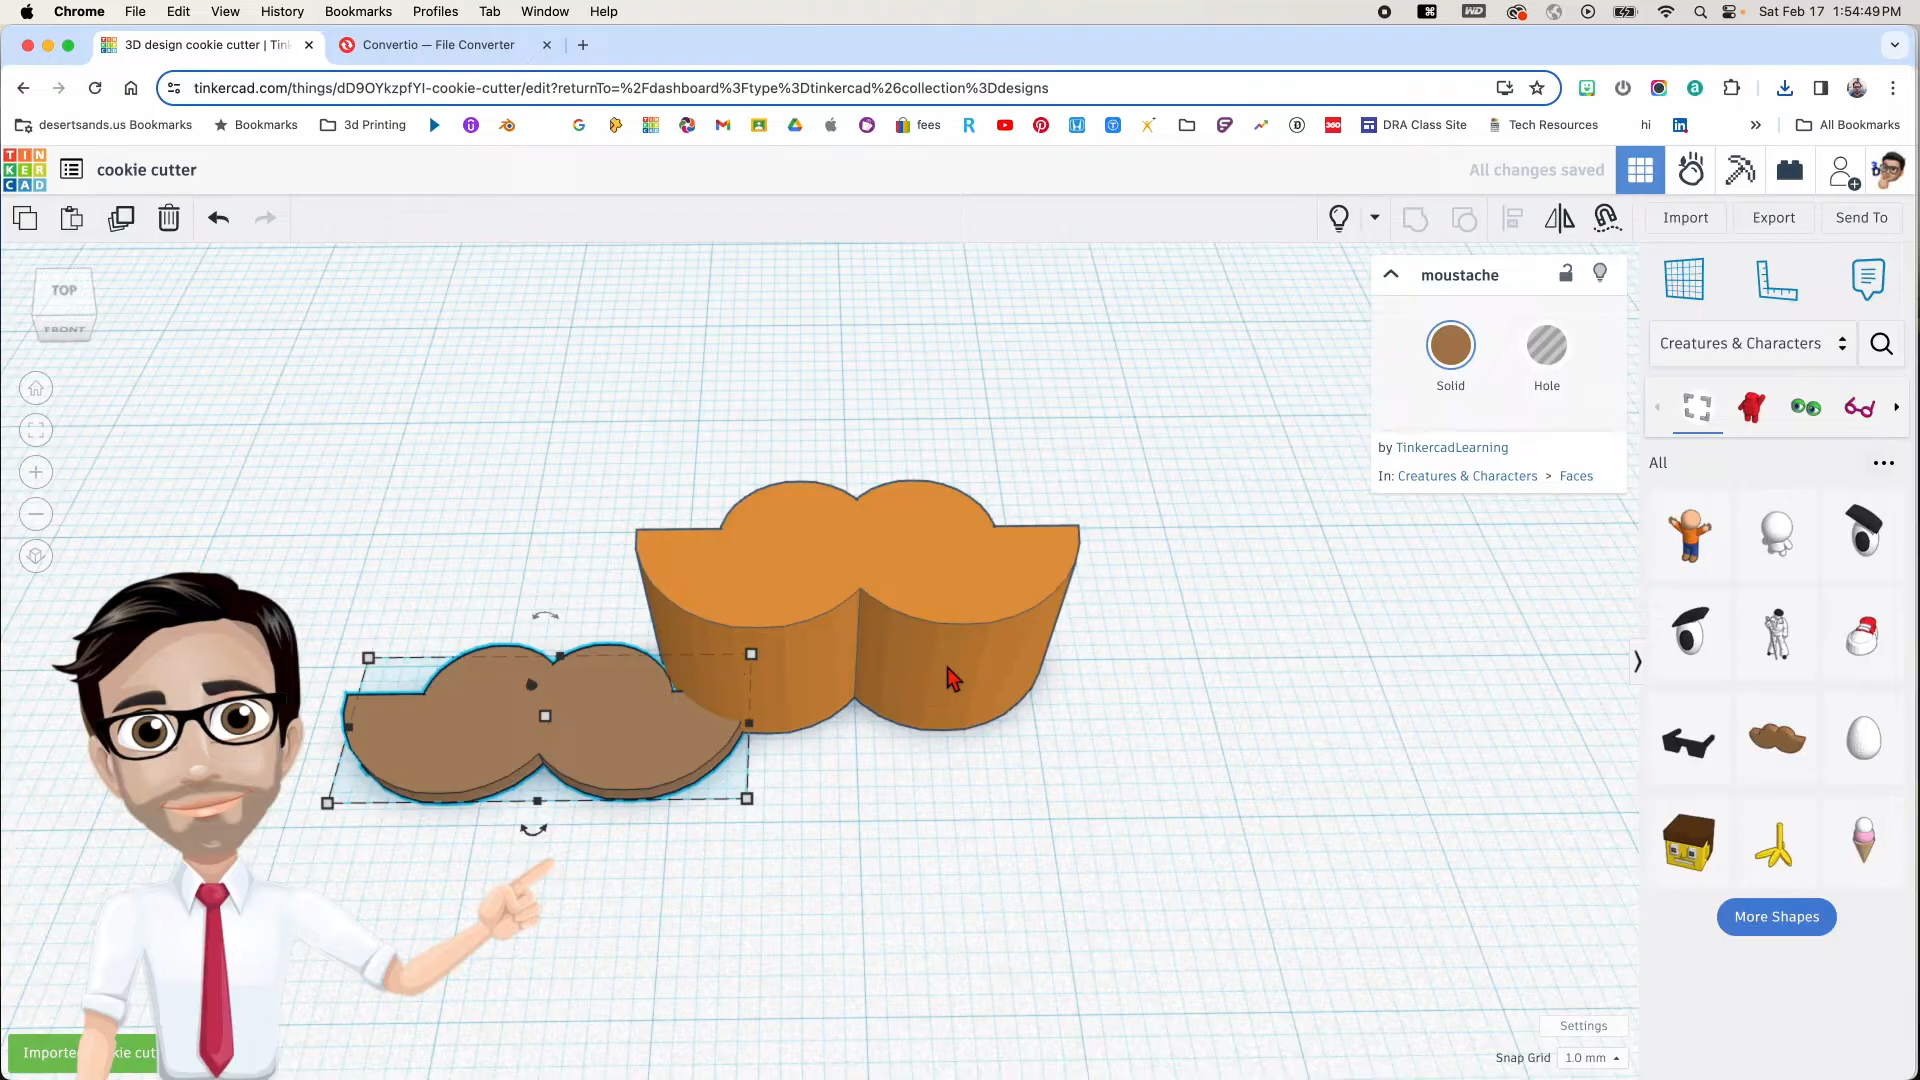 Chrome File Edit View History Bookmarks Profiles Tab Window Help Sat Feb 17 1:54:49 PM
3D design cookie cutter | Tink Convertio — File Converter
tinkercad.com/things/dD9OYkzpfYI-cookie-cutter/edit?returnTo=%2Fdashboard%3Ftype%3Dtinkercad%26collection%3Ddesigns
desertsands.us Bookmarks Bookmarks 3d Printing fees DRA Class Site Tech Resources hi All Bookmarks
TIN
KER
CAD
cookie cutter
All changes saved
Import Export Send To
TOP
FRONT
moustache
Solid Hole
by TinkercadLearning
In: Creatures & Characters > Faces
Creatures & Characters
All
More Shapes
Settings
Snap Grid 1.0 mm
Importe kie cut